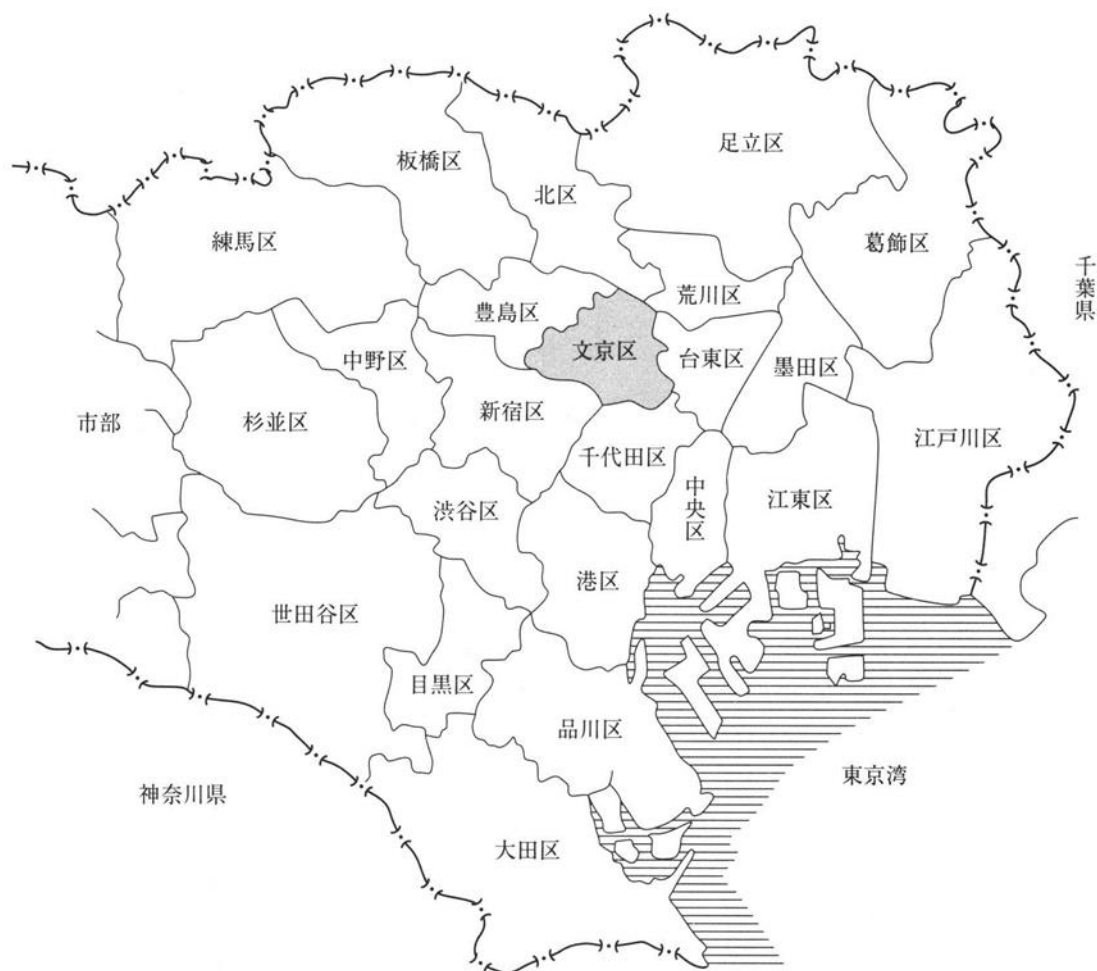 足立区
板橋区
北区
練馬区
葛飾区
千葉県
荒川区
豊島区
文京区
台東区
中野区
墨田区
新宿区
杉並区
市部
江戸川区
千代田区
中央区
渋谷区
江東区
港区
世田谷区
目黒区
品川区
東京湾
神奈川県
大田区